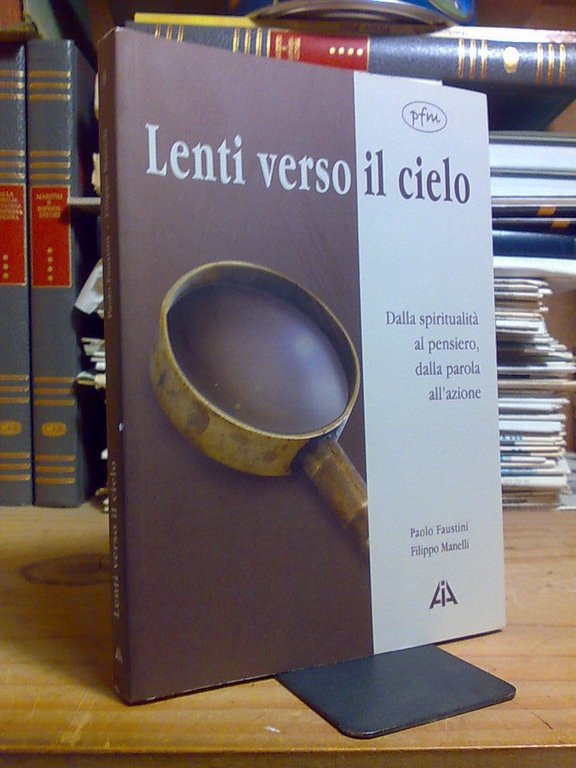 pfm
Lenti verso il cielo
Dalla spiritualità
al pensiero,
dalla parola
all'azione
Paolo Faustini
Filippo Manelli
AiA
Lenti verso il cielo